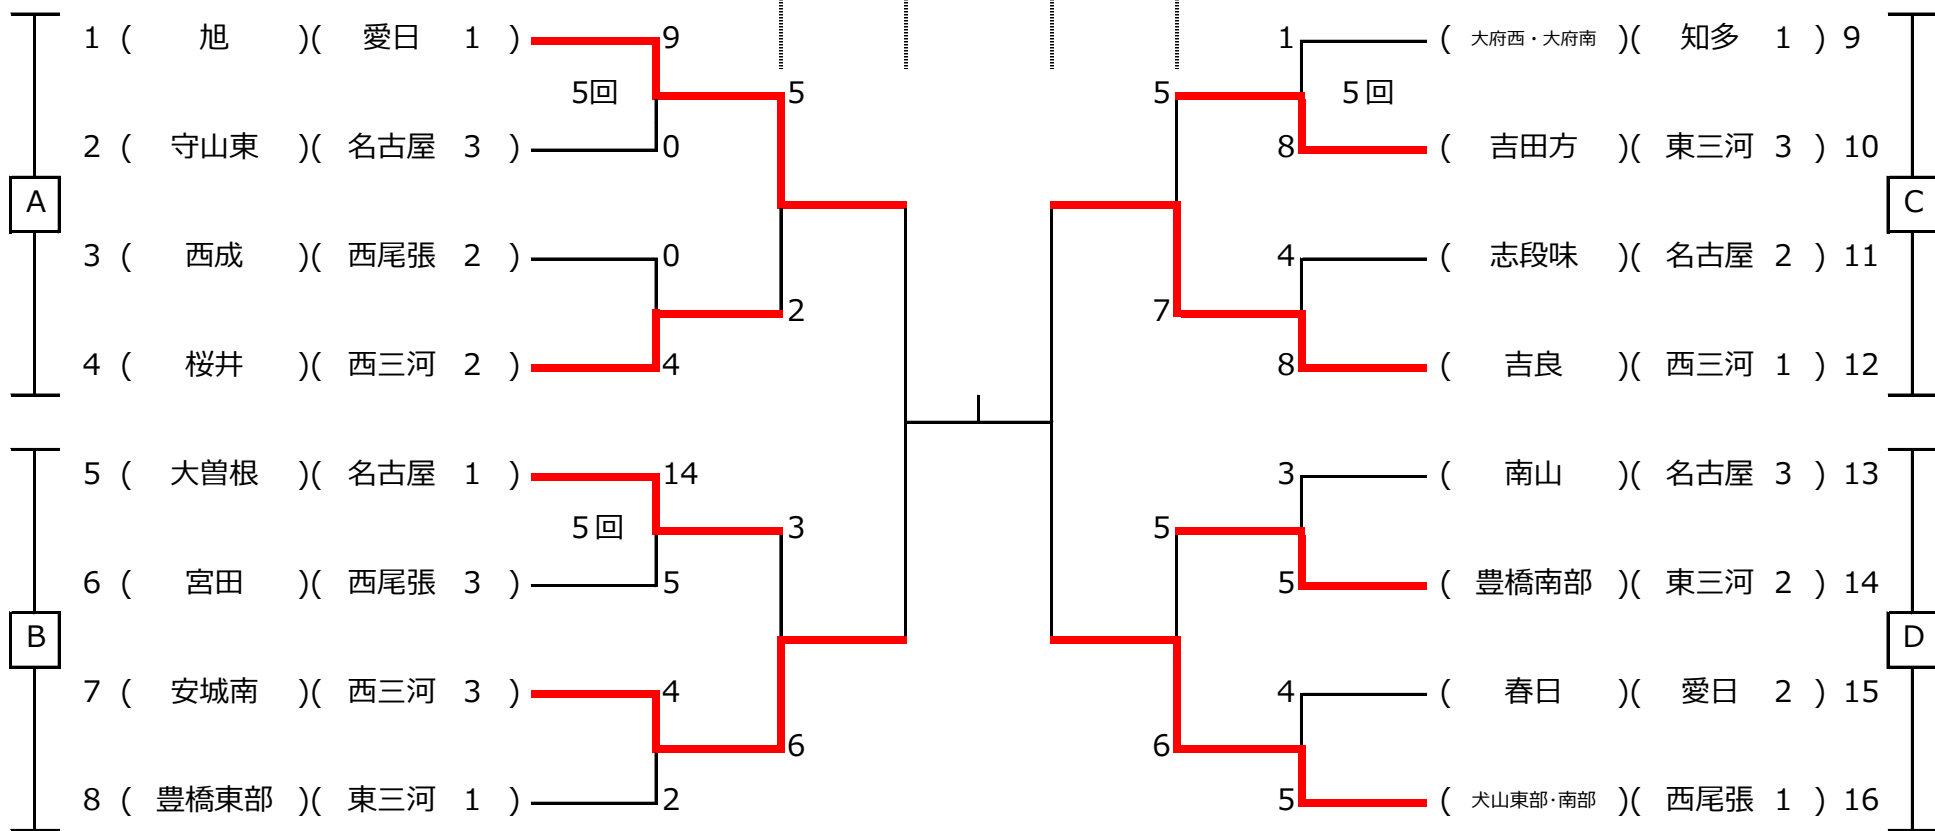 1 ( 旭 )( 愛日 1 ) 9
5回
5
2 ( 守山東 )( 名古屋 3 ) 0
A
3 ( 西成 )( 西尾張 2 ) 0
2
4 ( 桜井 )( 西三河 2 ) 4
5 ( 大曽根 )( 名古屋 1 ) 14
5回
3
6 ( 宮田 )( 西尾張 3 ) 5
B
7 ( 安城南 )( 西三河 3 ) 4
6
8 ( 豊橋東部 )( 東三河 1 ) 2
1 ( 大府西・大府南 )( 知多 1 ) 9
5
5回
8 ( 吉田方 )( 東三河 3 ) 10
C
4 ( 志段味 )( 名古屋 2 ) 11
7
8 ( 吉良 )( 西三河 1 ) 12
3 ( 南山 )( 名古屋 3 ) 13
5
5 ( 豊橋南部 )( 東三河 2 ) 14
D
4 ( 春日 )( 愛日 2 ) 15
6
5 ( 犬山東部･南部 )( 西尾張 1 ) 16